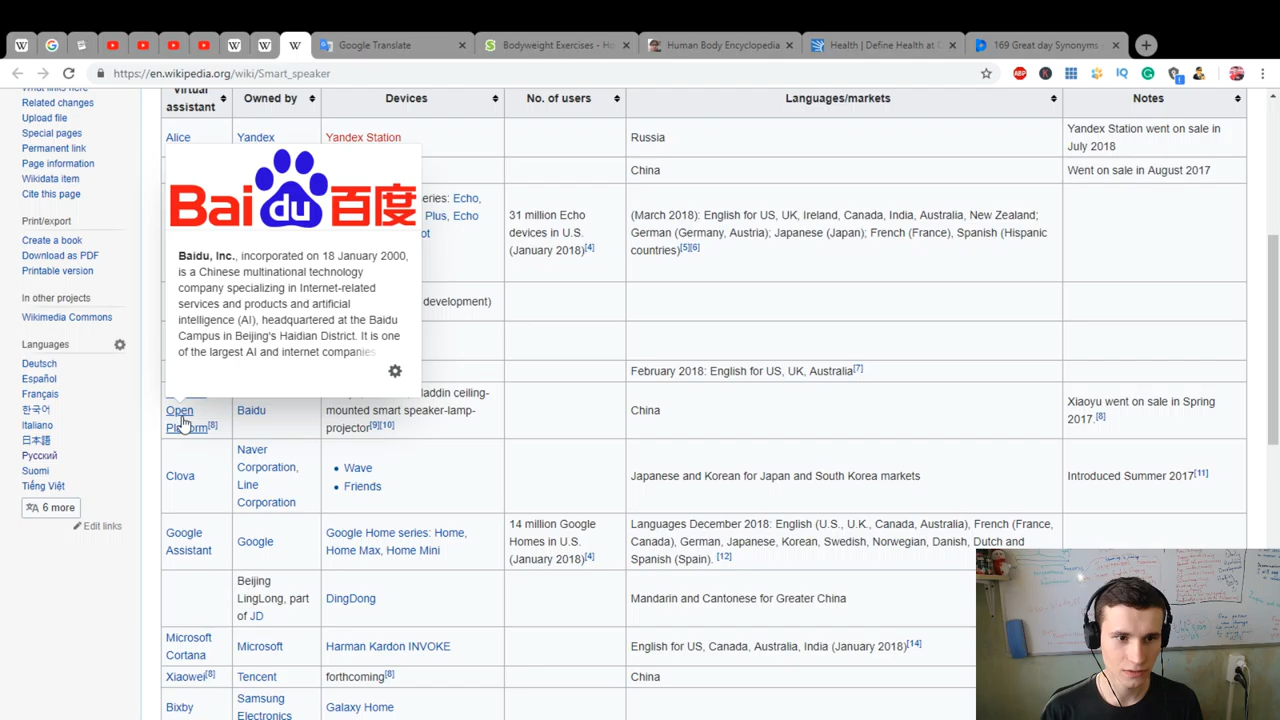 Google Translate
Bodyweight Exercises - Ho
Human Body Encyclopedia
Health | Define Health at D
169 Great day Synonyms -
https://en.wikipedia.org/wiki/Smart_speaker
ABP
K
IQ
G
What links here
Related changes
Upload file
Special pages
Permanent link
Page information
Wikidata item
Cite this page
Print/export
Create a book
Download as PDF
Printable version
In other projects
Wikimedia Commons
Languages
Deutsch
Español
Français
한국어
Italiano
日本語
Русский
Suomi
Tiếng Việt
6 more
Edit links
Virtual
assistant
Owned by
Devices
No. of users
Languages/markets
Notes
Alice
Yandex
Yandex Station
Russia
Yandex Station went on sale in
July 2018
China
Went on sale in August 2017
Baidu百度
Baidu, Inc., incorporated on 18 January 2000,
is a Chinese multinational technology
company specializing in Internet-related
services and products and artificial
intelligence (AI), headquartered at the Baidu
Campus in Beijing's Haidian District. It is one
of the largest AI and internet companies
eries: Echo,
Plus, Echo
ot
31 million Echo
devices in U.S.
(January 2018)[4]
(March 2018): English for US, UK, Ireland, Canada, India, Australia, New Zealand;
German (Germany, Austria); Japanese (Japan); French (France), Spanish (Hispanic
countries)[5][6]
development)
February 2018: English for US, UK, Australia[7]
Open
Platform[8]
Baidu
laddin ceiling-
mounted smart speaker-lamp-
projector[9][10]
China
Xiaoyu went on sale in Spring
2017.[8]
Clova
Naver
Corporation,
Line
Corporation
• Wave
• Friends
Japanese and Korean for Japan and South Korea markets
Introduced Summer 2017[11]
Google
Assistant
Google
Google Home series: Home,
Home Max, Home Mini
14 million Google
Homes in U.S.
(January 2018)[4]
Languages December 2018: English (U.S., U.K., Canada, Australia), French (France,
Canada), German, Japanese, Korean, Swedish, Norwegian, Danish, Dutch and
Spanish (Spain). [12]
Beijing
LingLong, part
of JD
DingDong
Mandarin and Cantonese for Greater China
Microsoft
Cortana
Microsoft
Harman Kardon INVOKE
English for US, Canada, Australia, India (January 2018)[14]
Xiaowei[8]
Tencent
forthcoming[8]
China
Bixby
Samsung
Electronics
Galaxy Home